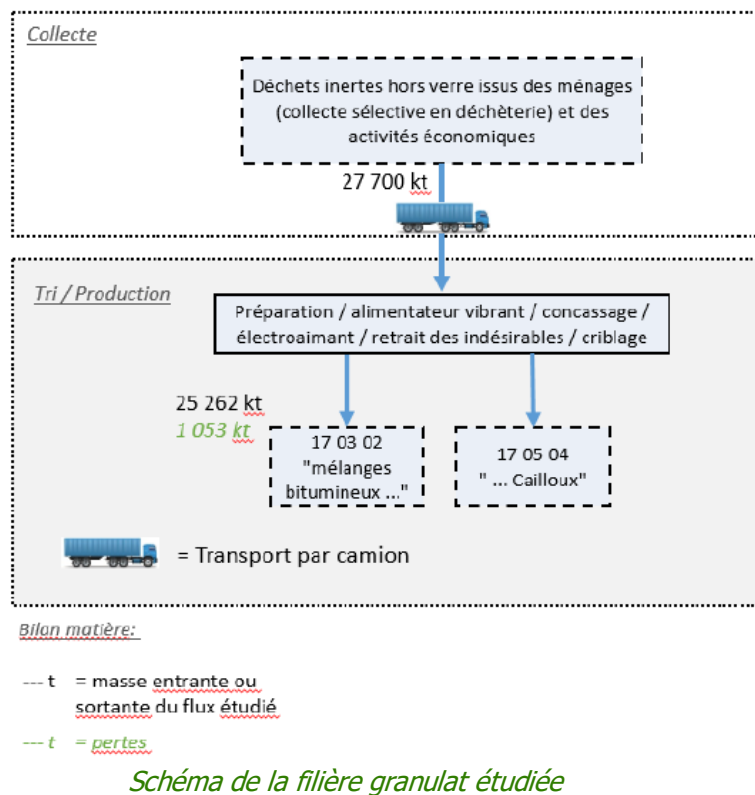 Collecte
Déchets inertes hors verre issus des ménages
(collecte sélective en déchèterie) et des
activités économiques
27 700 kt
Tri / Production
Préparation / alimentateur vibrant / concassage /
électroaimant / retrait des indésirables / criblage
25 262 kt
1 053 kt
17 03 02
"mélanges
bitumineux ..."
17 05 04
" ... Cailloux"
= Transport par camion
Bilan matière:
--- t = masse entrante ou
sortante du flux étudié
--- t = pertes
Schéma de la filière granulat étudiée